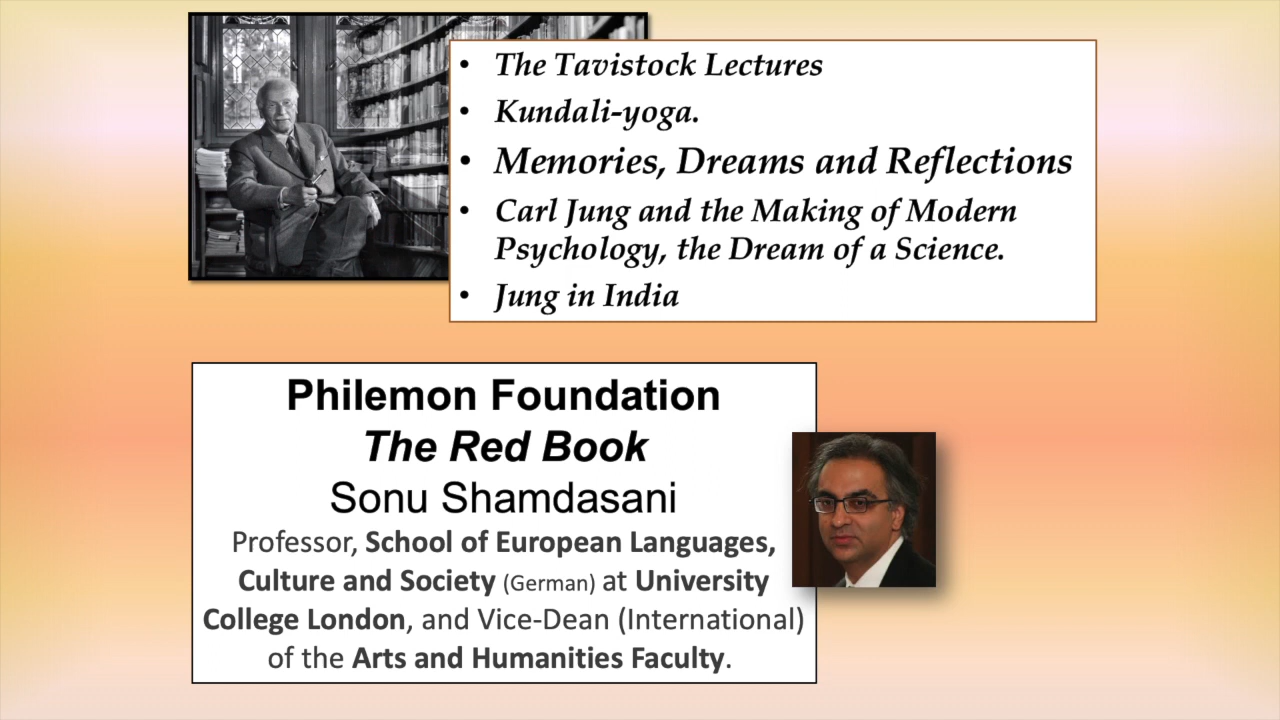 • The Tavistock Lectures
• Kundali-yoga.
• Memories, Dreams and Reflections
• Carl Jung and the Making of Modern
Psychology, the Dream of a Science.
• Jung in India
Philemon Foundation
The Red Book
Sonu Shamdasani
Professor, School of European Languages,
Culture and Society (German) at University
College London, and Vice-Dean (International)
of the Arts and Humanities Faculty.